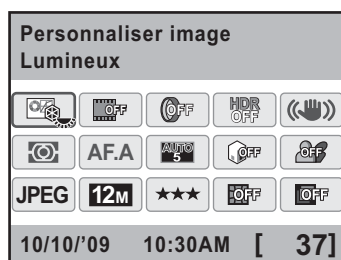 Personnaliser image
Lumineux
OFF OFF HDR OFF
AF.A AUTO 5 OFF OFF
JPEG 12M ★★★ OFF OFF
10/10/’09 10:30AM [ 37]